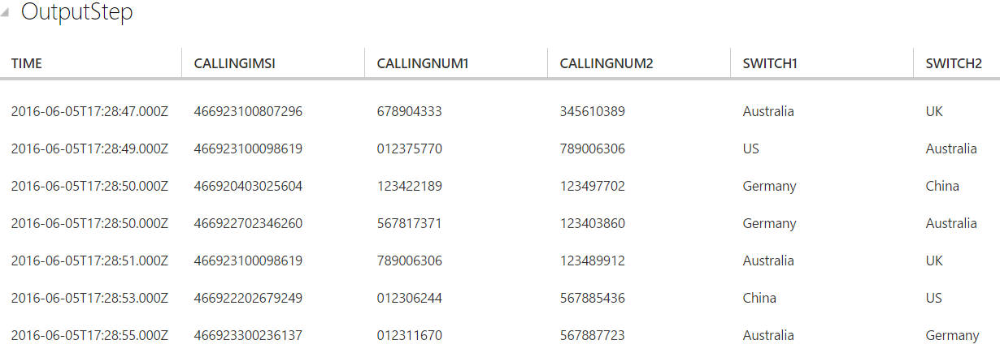 OutputStep
TIME CALLINGIMSI CALLINGNUM1 CALLINGNUM2 SWITCH1 SWITCH2
2016-06-05T17:28:47.000Z 466923100807296 678904333 345610389 Australia UK
2016-06-05T17:28:49.000Z 466923100098619 012375770 789006306 US Australia
2016-06-05T17:28:50.000Z 466920403025604 123422189 123497702 Germany China
2016-06-05T17:28:50.000Z 466922702346260 567817371 123403860 Germany Australia
2016-06-05T17:28:51.000Z 466923100098619 789006306 123489912 Australia UK
2016-06-05T17:28:53.000Z 466922202679249 012306244 567885436 China US
2016-06-05T17:28:55.000Z 466923300236137 012311670 567887723 Australia Germany